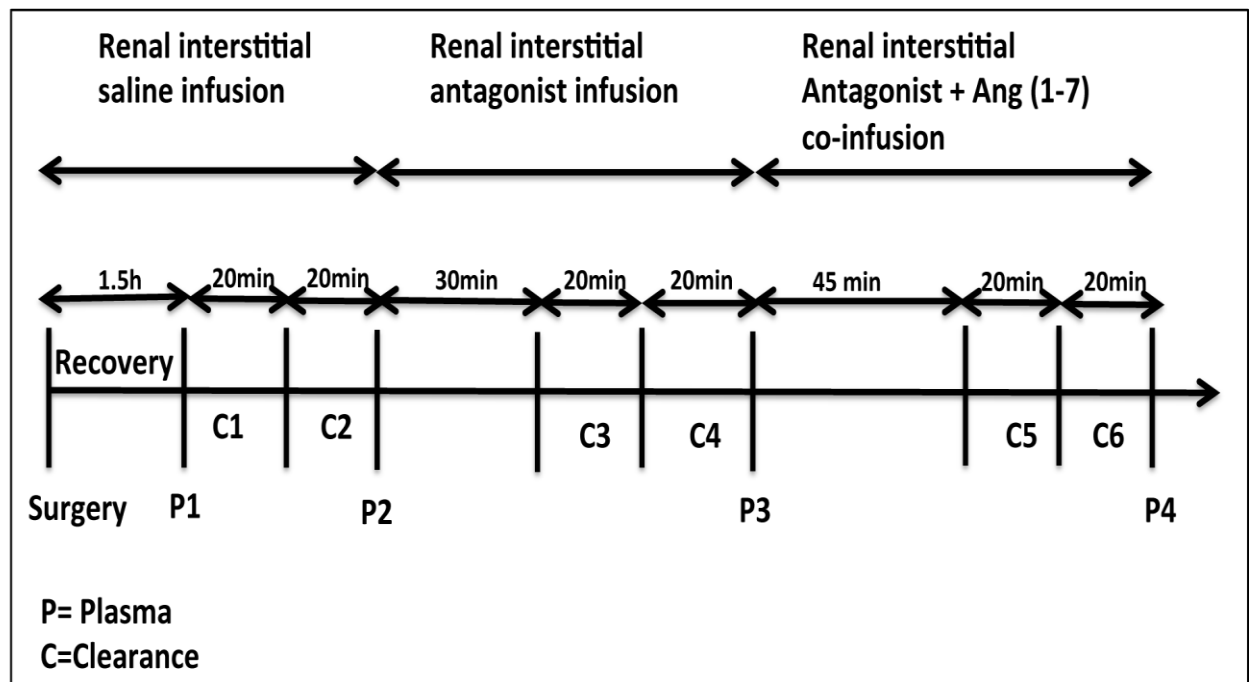 Renal interstitial
saline infusion
Renal interstitial
antagonist infusion
Renal interstitial
Antagonist + Ang (1-7)
co-infusion
1.5h
20min
20min
30min
20min
20min
45 min
20min
20min
Recovery
C1
C2
C3
C4
C5
C6
Surgery
P1
P2
P3
P4
P= Plasma
C=Clearance